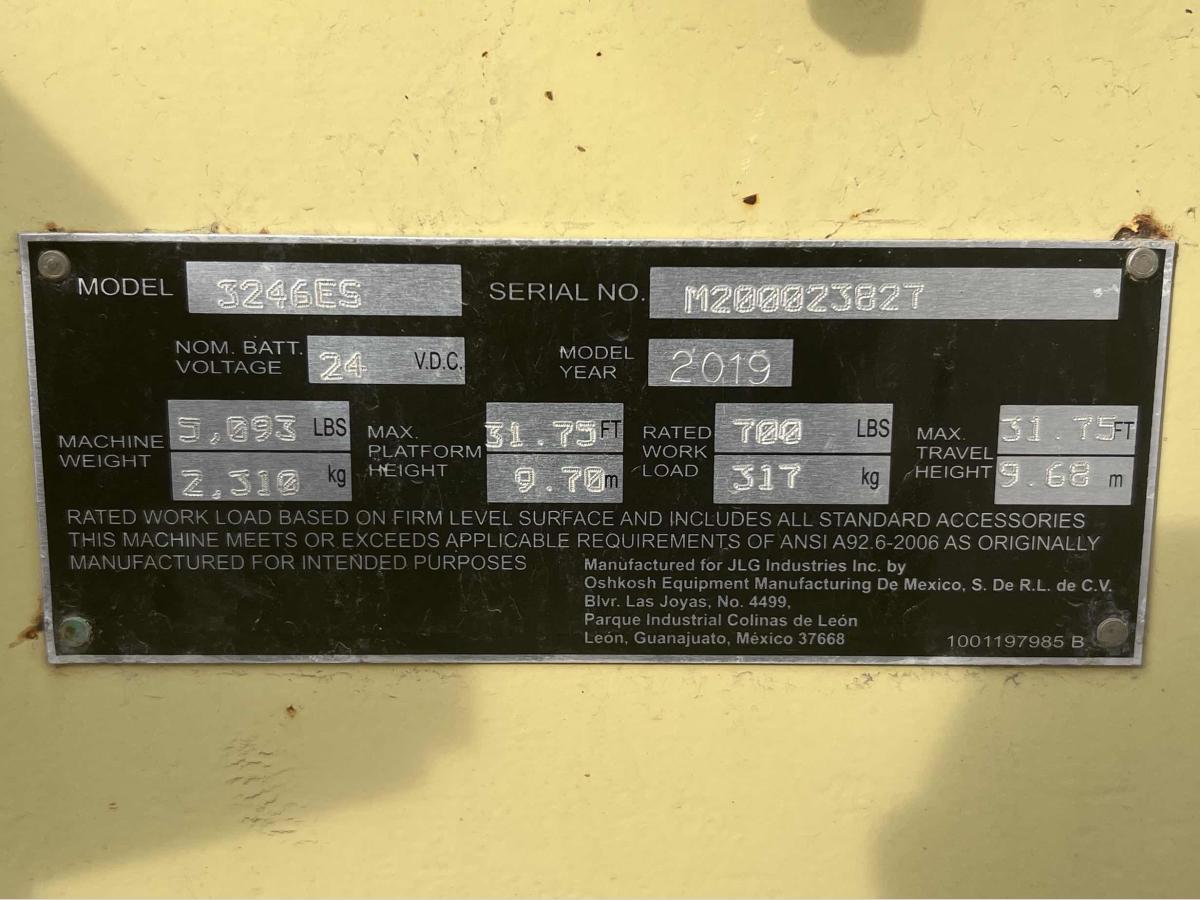 MODEL 3246ES SERIAL NO. M200023827
NOM. BATT. VOLTAGE 24 V.D.C. MODEL YEAR 2019
MACHINE WEIGHT 5,093 LBS 2,310 kg MAX. PLATFORM HEIGHT 31.75 FT 9.70 m RATED WORK LOAD 700 LBS 317 kg MAX. TRAVEL HEIGHT 31.75 FT 9.68 m
RATED WORK LOAD BASED ON FIRM LEVEL SURFACE AND INCLUDES ALL STANDARD ACCESSORIES
THIS MACHINE MEETS OR EXCEEDS APPLICABLE REQUIREMENTS OF ANSI A92.6-2006 AS ORIGINALLY
MANUFACTURED FOR INTENDED PURPOSES
Manufactured for JLG Industries Inc. by
Oshkosh Equipment Manufacturing De Mexico, S. De R.L. de C.V.
Blvr. Las Joyas, No. 4499,
Parque Industrial Colinas de León
León, Guanajuato, México 37668
1001197985 B